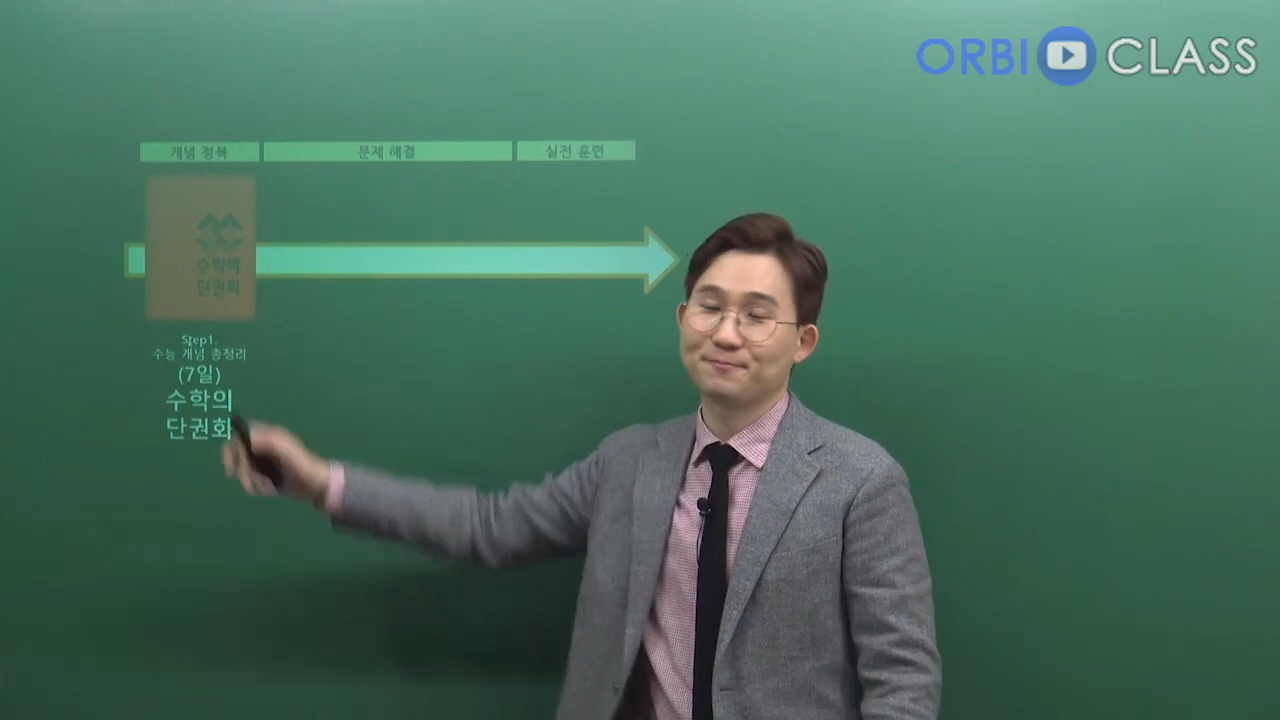 ORBI CLASS
개념 정복 문제 해결 실전 훈련
수학의
단권화
Step1.
수능 개념 총정리
(7일)
수학의
단권화